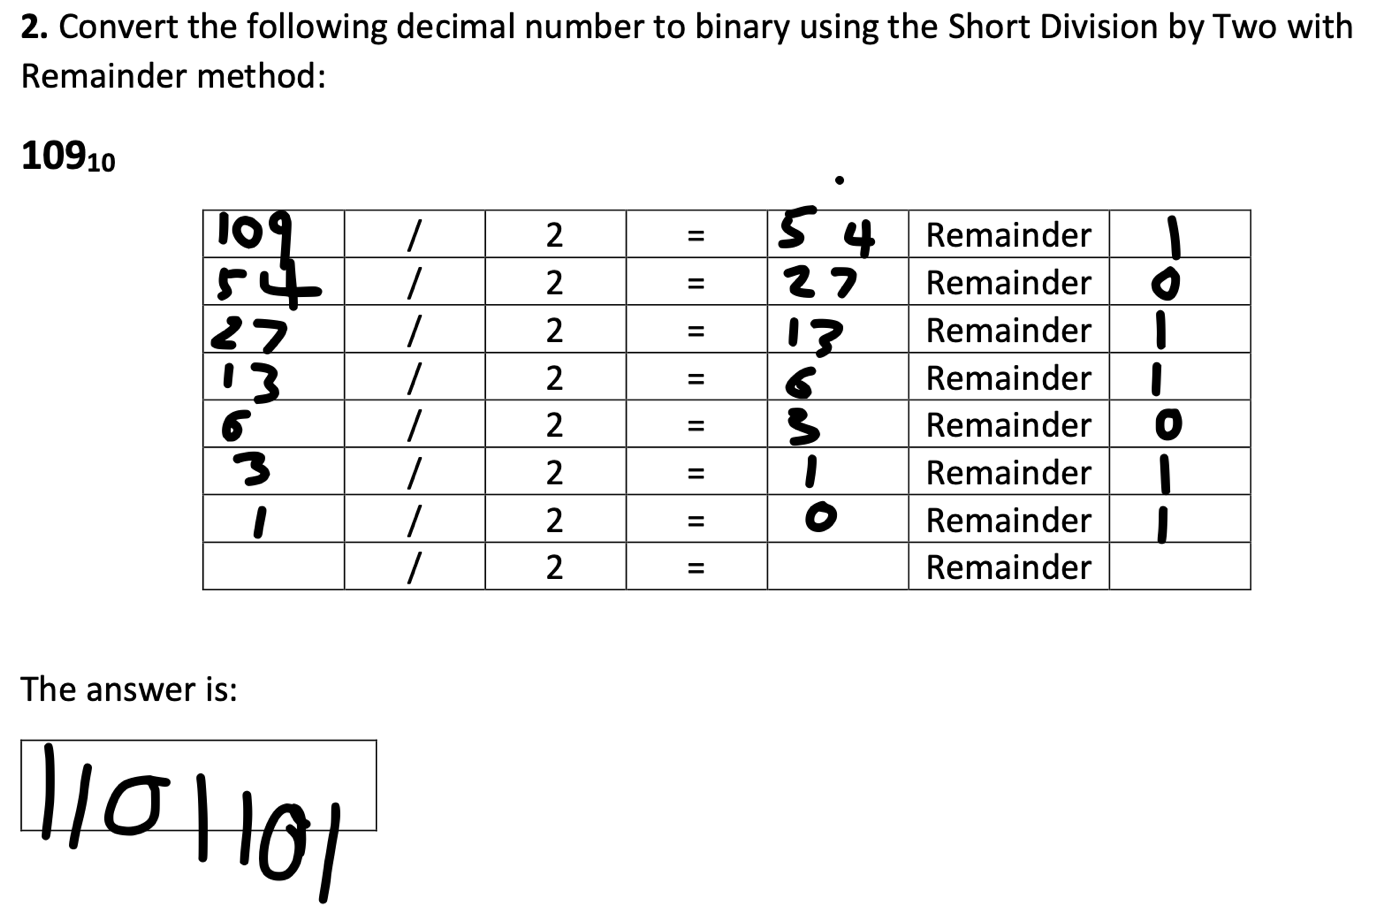 2. Convert the following decimal number to binary using the Short Division by Two with
Remainder method:
109₁₀
109 / 2 = 54 Remainder 1
54 / 2 = 27 Remainder 0
27 / 2 = 13 Remainder 1
13 / 2 = 6 Remainder 1
6 / 2 = 3 Remainder 0
3 / 2 = 1 Remainder 1
1 / 2 = 0 Remainder 1
/ 2 = Remainder
The answer is:
1101101